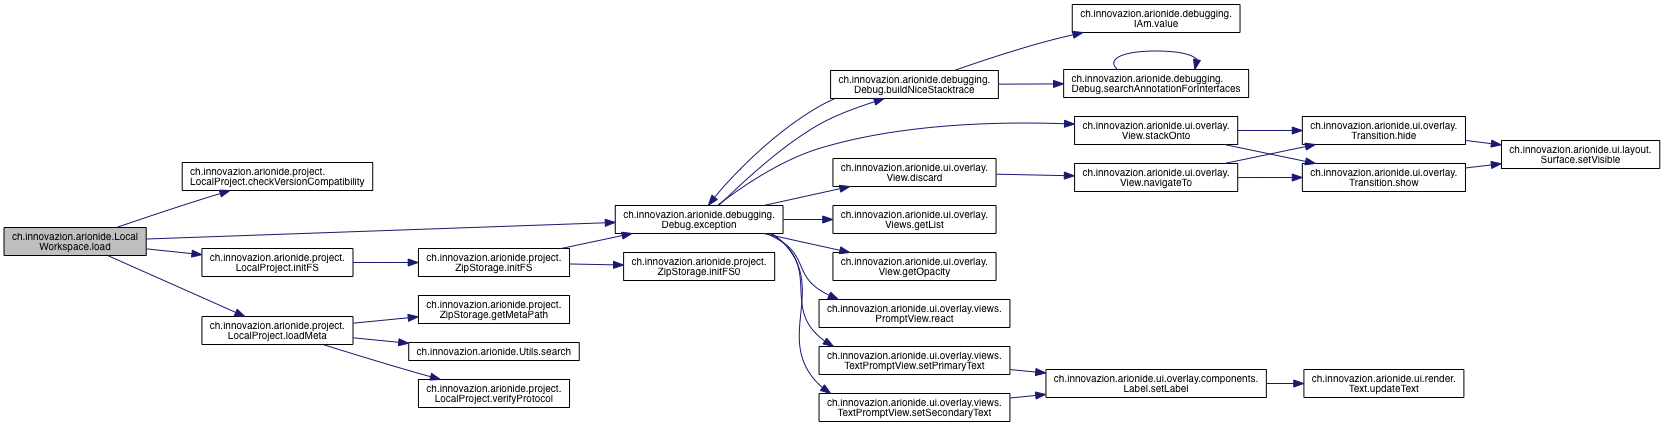 ch.innovazion.arionide.Local
Workspace.load
ch.innovazion.arionide.project.
LocalProject.checkVersionCompatibility
ch.innovazion.arionide.project.
LocalProject.initFS
ch.innovazion.arionide.project.
LocalProject.loadMeta
ch.innovazion.arionide.project.
ZipStorage.initFS
ch.innovazion.arionide.project.
ZipStorage.getMetaPath
ch.innovazion.arionide.Utils.search
ch.innovazion.arionide.project.
LocalProject.verifyProtocol
ch.innovazion.arionide.debugging.
Debug.exception
ch.innovazion.arionide.project.
ZipStorage.initFS0
ch.innovazion.arionide.debugging.
Debug.buildNiceStacktrace
ch.innovazion.arionide.ui.overlay.
View.discard
ch.innovazion.arionide.ui.overlay.
Views.getList
ch.innovazion.arionide.ui.overlay.
View.getOpacity
ch.innovazion.arionide.ui.overlay.views.
PromptView.react
ch.innovazion.arionide.ui.overlay.views.
TextPromptView.setPrimaryText
ch.innovazion.arionide.ui.overlay.views.
TextPromptView.setSecondaryText
ch.innovazion.arionide.debugging.
IAm.value
ch.innovazion.arionide.debugging.
Debug.searchAnnotationForInterfaces
ch.innovazion.arionide.ui.overlay.
View.stackOnto
ch.innovazion.arionide.ui.overlay.
View.navigateTo
ch.innovazion.arionide.ui.overlay.components.
Label.setLabel
ch.innovazion.arionide.ui.overlay.
Transition.hide
ch.innovazion.arionide.ui.overlay.
Transition.show
ch.innovazion.arionide.ui.render.
Text.updateText
ch.innovazion.arionide.ui.layout.
Surface.setVisible